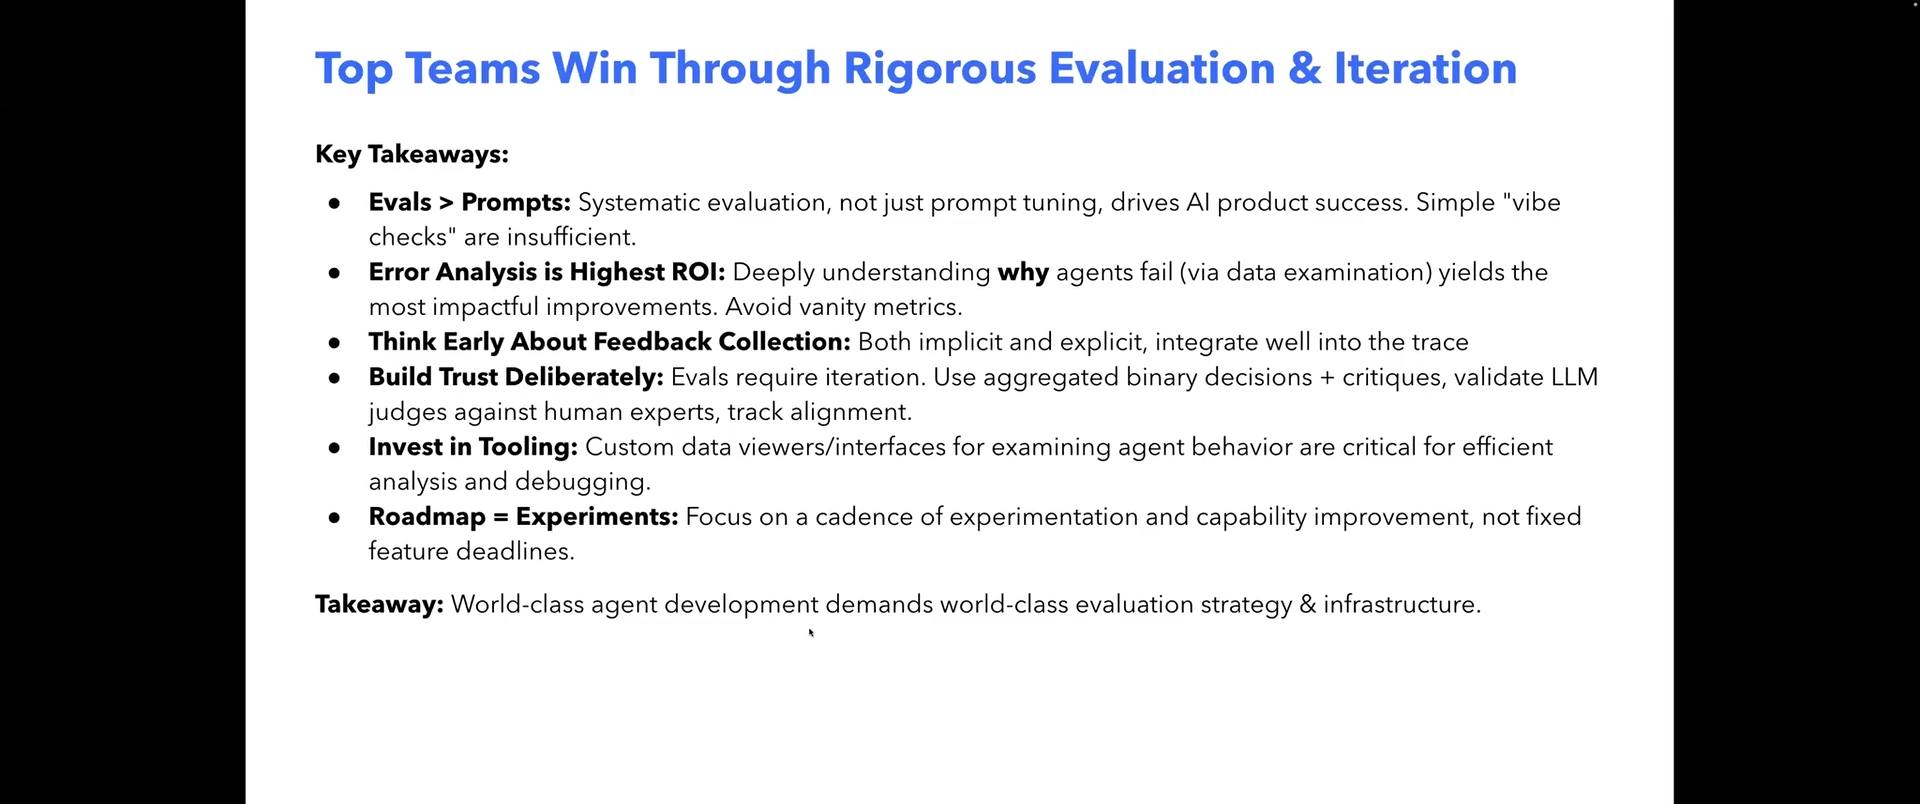 Top Teams Win Through Rigorous Evaluation & Iteration
Key Takeaways:
● Evals > Prompts: Systematic evaluation, not just prompt tuning, drives AI product success. Simple "vibe
checks" are insufficient.
● Error Analysis is Highest ROI: Deeply understanding why agents fail (via data examination) yields the
most impactful improvements. Avoid vanity metrics.
● Think Early About Feedback Collection: Both implicit and explicit, integrate well into the trace
● Build Trust Deliberately: Evals require iteration. Use aggregated binary decisions + critiques, validate LLM
judges against human experts, track alignment.
● Invest in Tooling: Custom data viewers/interfaces for examining agent behavior are critical for efficient
analysis and debugging.
● Roadmap = Experiments: Focus on a cadence of experimentation and capability improvement, not fixed
feature deadlines.
Takeaway: World-class agent development demands world-class evaluation strategy & infrastructure.